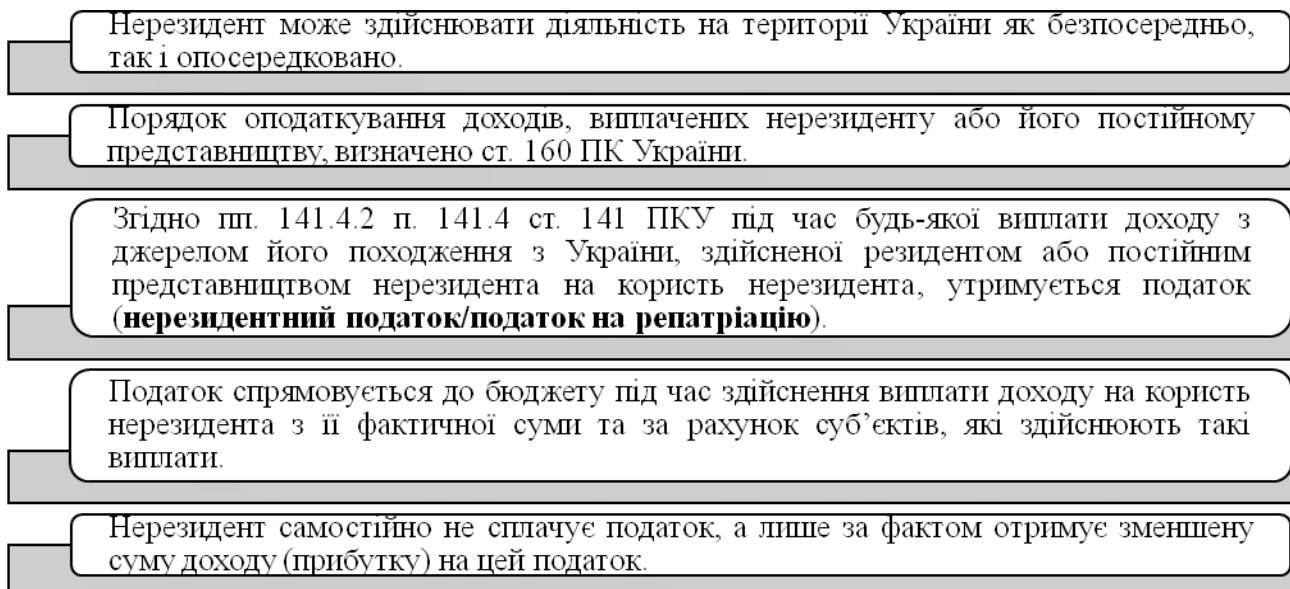 Нерезидент може здійснювати діяльність на території України як безпосередньо,
так і опосередковано.
Порядок оподаткування доходів, виплачених нерезиденту або його постійному
представництву, визначено ст. 160 ПК України.
Згідно пп. 141.4.2 п. 141.4 ст. 141 ПКУ під час будь-якої виплати доходу з
джерелом його походження з України, здійсненої резидентом або постійним
представництвом нерезидента на користь нерезидента, утримується податок
(нерезидентний податок/податок на репатріацію).
Податок спрямовується до бюджету під час здійснення виплати доходу на користь
нерезидента з її фактичної суми та за рахунок суб’єктів, які здійснюють такі
виплати.
Нерезидент самостійно не сплачує податок, а лише за фактом отримує зменшену
суму доходу (прибутку) на цей податок.